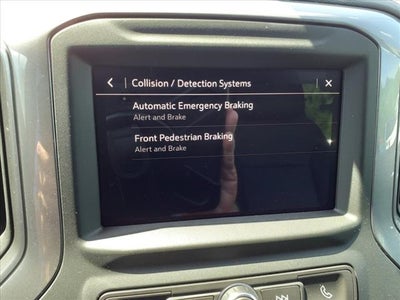 Collision / Detection Systems
Automatic Emergency Braking
Alert and Brake
Front Pedestrian Braking
Alert and Brake